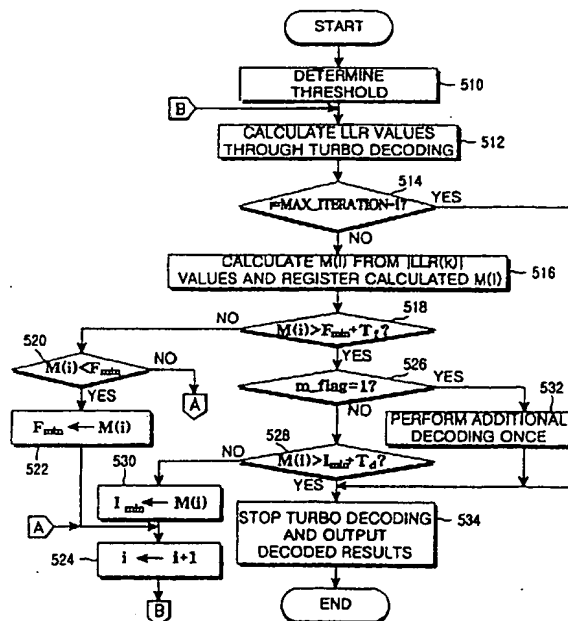 START
DETERMINE
THRESHOLD
510
B
CALCULATE LLR VALUES
THROUGH TURBO DECODING
512
514
i=MAX_ITERATION-1?
YES
NO
CALCULATE M(i) FROM |LLR(k)|
VALUES AND REGISTER CALCULATED M(i)
516
518
NO
M(i)>Fmin+Tf?
YES
520
M(i)<Fmin
NO
A
YES
526
m_flag=1?
YES
NO
532
PERFORM ADDITIONAL
DECODING ONCE
Fmin ← M(i)
522
528
NO
M(i)>Imin+Td?
YES
530
Imin ← M(i)
A
STOP TURBO DECODING
AND OUTPUT
DECODED RESULTS
534
524
i ← i+1
B
END